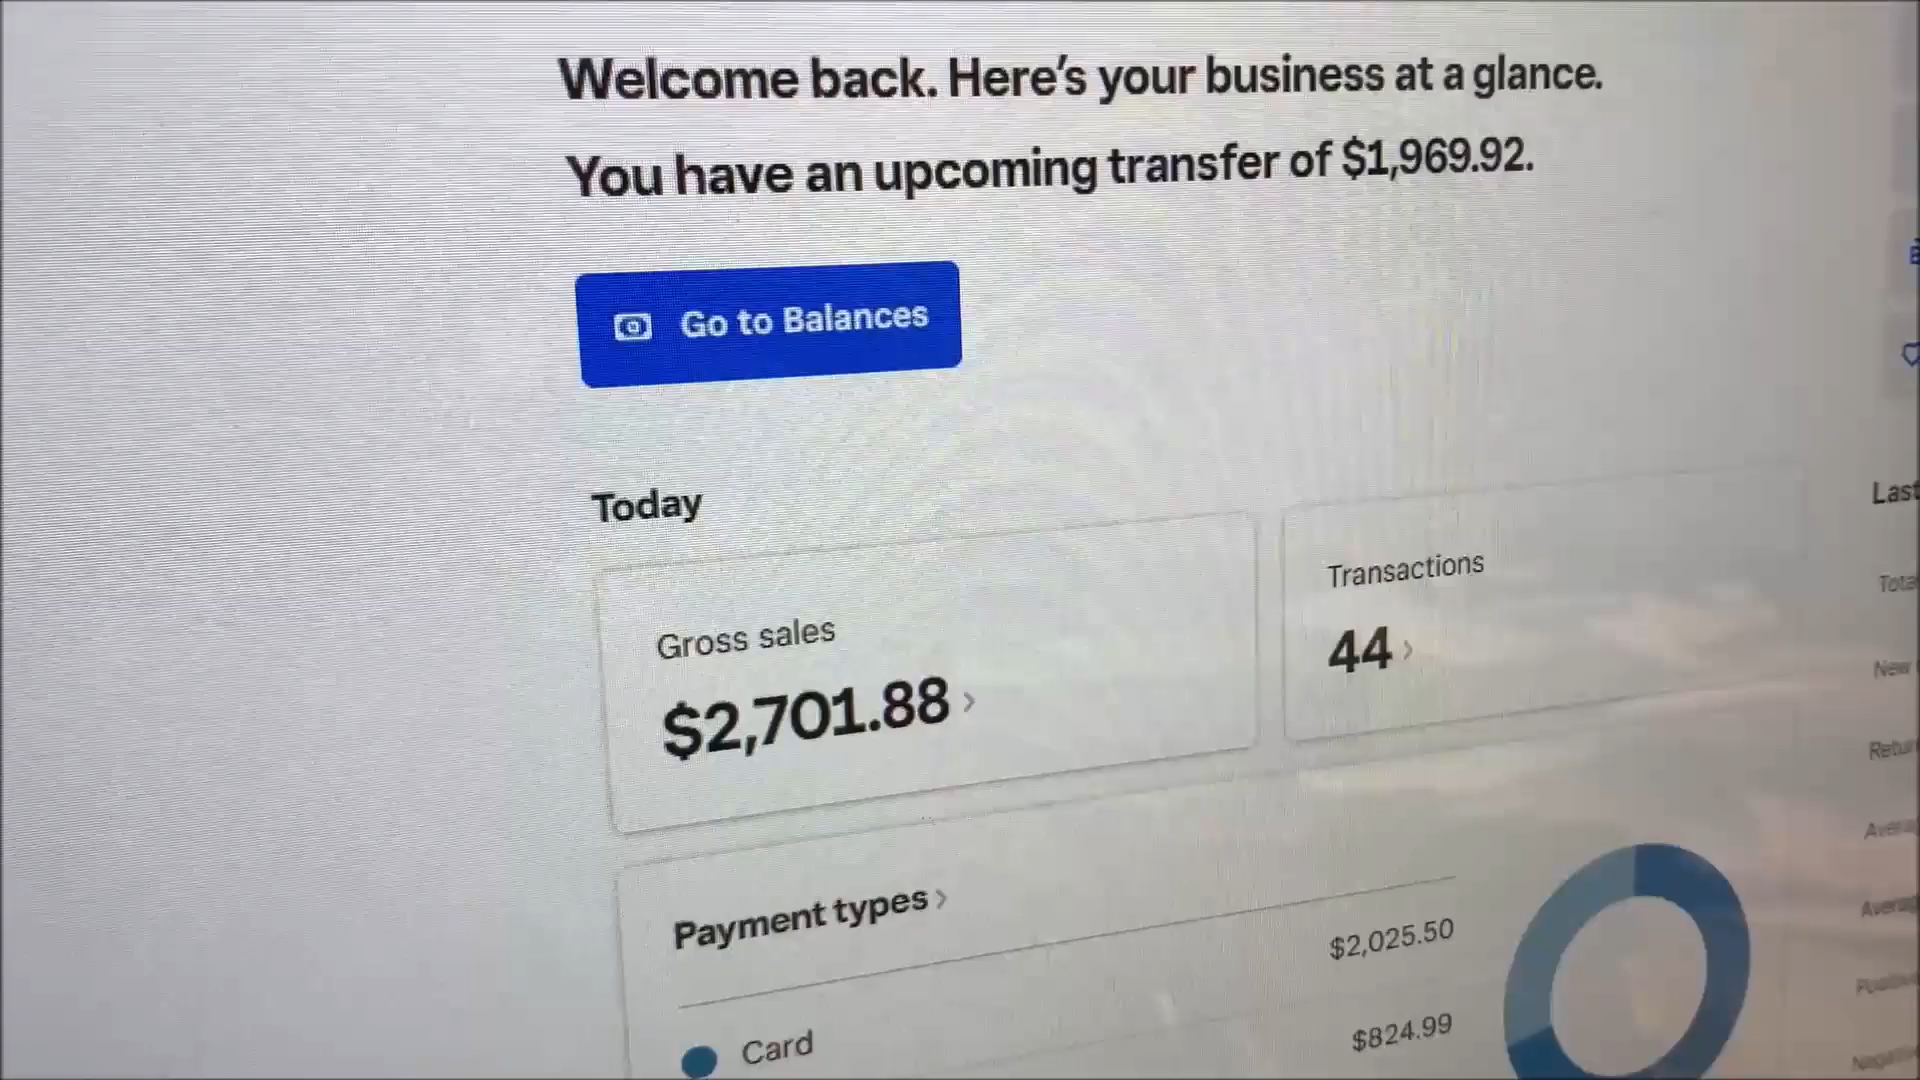 Welcome back. Here's your business at a glance.
You have an upcoming transfer of $1,969.92.
Go to Balances
Today
Gross sales
$2,701.88
Transactions
44
Payment types
$2,025.50
Card
$824.99
Last
New